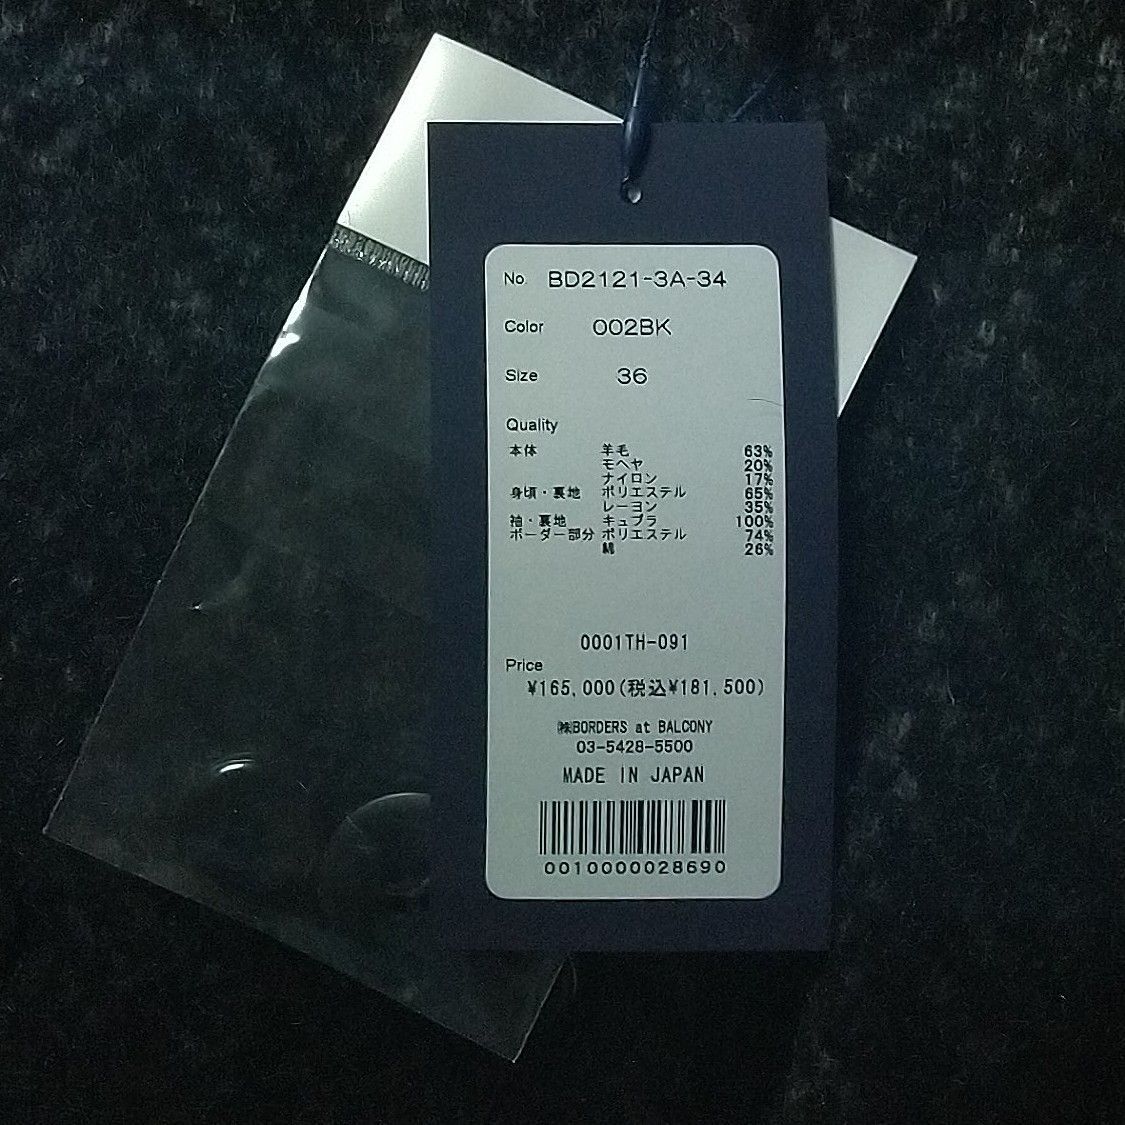 No BD2121-3A-34
Color 002BK
Size 36
Quality
本体 羊毛 63%
モヘヤ 20%
ナイロン 17%
身頃・裏地 ポリエステル 65%
レーヨン 35%
袖・裏地 キュプラ 100%
ボーダー部分 ポリエステル 74%
綿 26%
0001TH-091
Price
¥165,000(税込¥181,500)
㈱BORDERS at BALCONY
03-5428-5500
MADE IN JAPAN
0010000028690